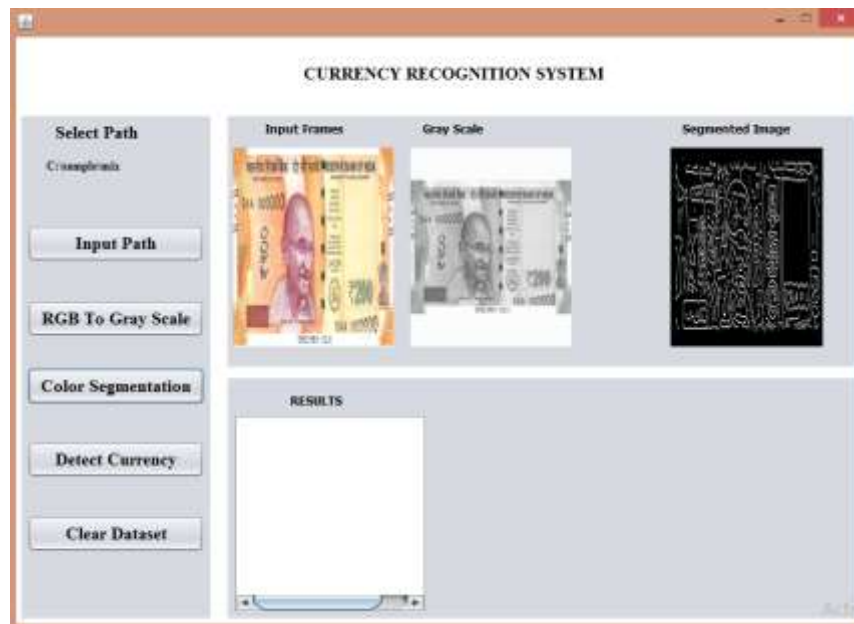 CURRENCY RECOGNITION SYSTEM
Select Path
Input Path
RGB To Gray Scale
Color Segmentation
Detect Currency
Clear Dataset
Input Frames
Gray Scale
Segmented Image
₹200
RESULTS